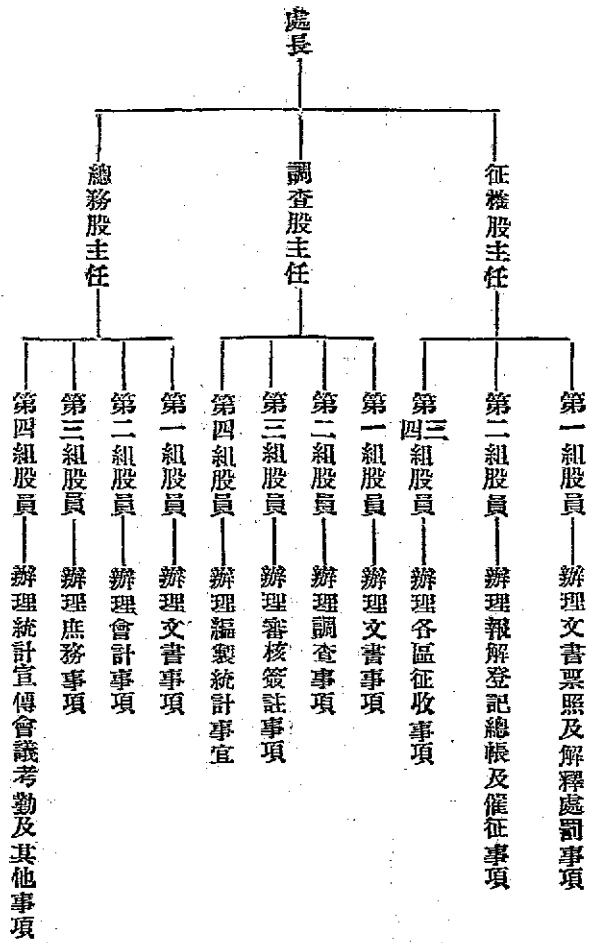 處長
征權股主任
第一組股員
辦理文書票照及解釋處罰事項
第二組股員
辦理報解登記總帳及催征事項
第三四組股員
辦理各區征收事項
調查股主任
第一組股員
辦理文書事項
第二組股員
辦理調查事項
第三組股員
辦理審核簽註事項
第四組股員
辦理編製統計事宜
總務股主任
第一組股員
辦理文書事項
第二組股員
辦理會計事項
第三組股員
辦理庶務事項
第四組股員
辦理統計宣傳會議考勤及其他事項